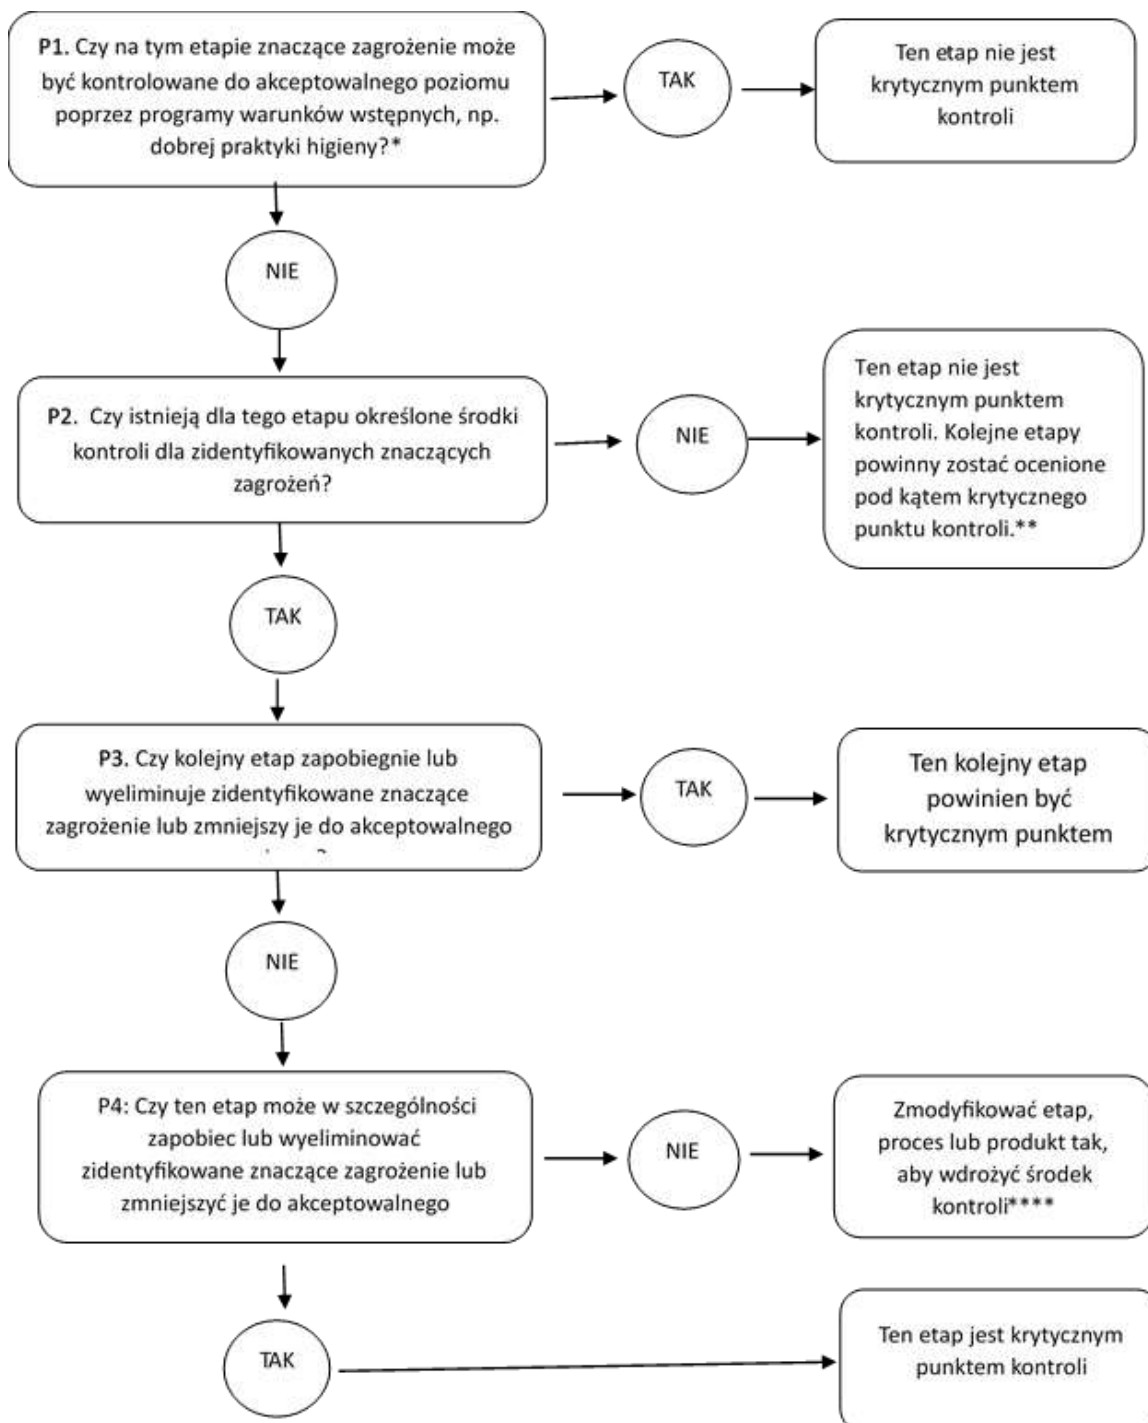 P1. Czy na tym etapie znaczące zagrożenie może
być kontrolowane do akceptowalnego poziomu
poprzez programy warunków wstępnych, np.
dobrej praktyki higieny?*
TAK
Ten etap nie jest
krytycznym punktem
kontroli
NIE
P2. Czy istnieją dla tego etapu określone środki
kontroli dla zidentyfikowanych znaczących
zagrożeń?
NIE
Ten etap nie jest
krytycznym punktem
kontroli. Kolejne etapy
powinny zostać ocenione
pod kątem krytycznego
punktu kontroli.**
TAK
P3. Czy kolejny etap zapobiegnie lub
wyeliminuje zidentyfikowane znaczące
zagrożenie lub zmniejszy je do akceptowalnego
TAK
Ten kolejny etap
powinien być
krytycznym punktem
NIE
P4: Czy ten etap może w szczególności
zapobiec lub wyeliminować
zidentyfikowane znaczące zagrożenie lub
zmniejszyć je do akceptowalnego
NIE
Zmodyfikować etap,
proces lub produkt tak,
aby wdrożyć środek
kontroli****
TAK
Ten etap jest krytycznym
punktem kontroli